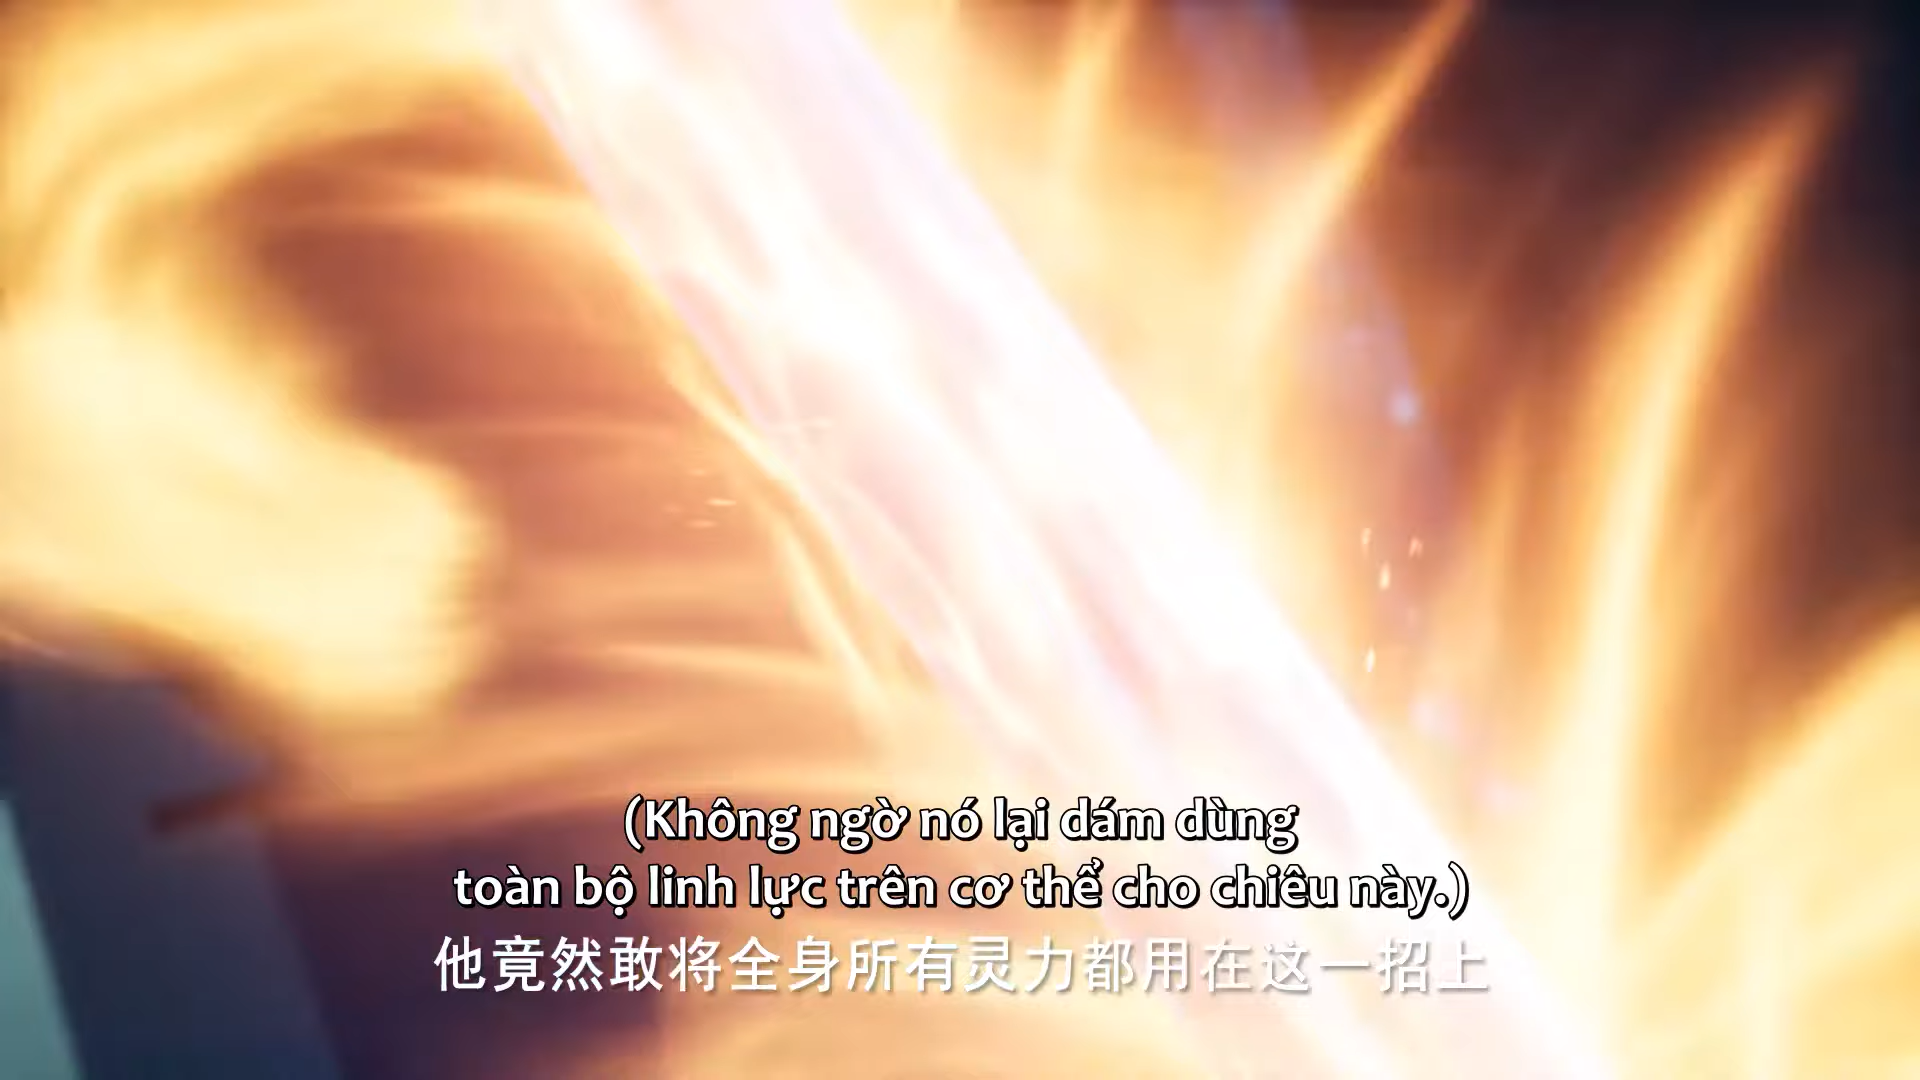 (Không ngờ nó lại dám dùng
toàn bộ linh lực trên cơ thể cho chiêu này.)
他竟然敢将全身所有灵力都用在这一招上